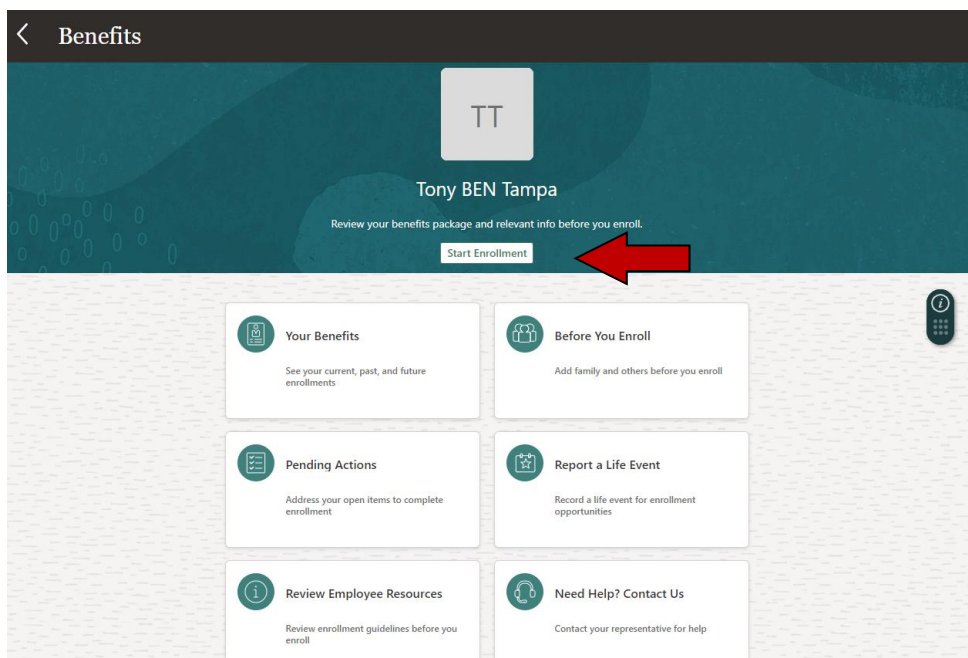 Benefits
TT
Tony BEN Tampa
Review your benefits package and relevant info before you enroll.
Start Enrollment
Your Benefits
See your current, past, and future
enrollments
Before You Enroll
Add family and others before you enroll
Pending Actions
Address your open items to complete
enrollment
Report a Life Event
Record a life event for enrollment
opportunities
Review Employee Resources
Review enrollment guidelines before you
enroll
Need Help? Contact Us
Contact your representative for help